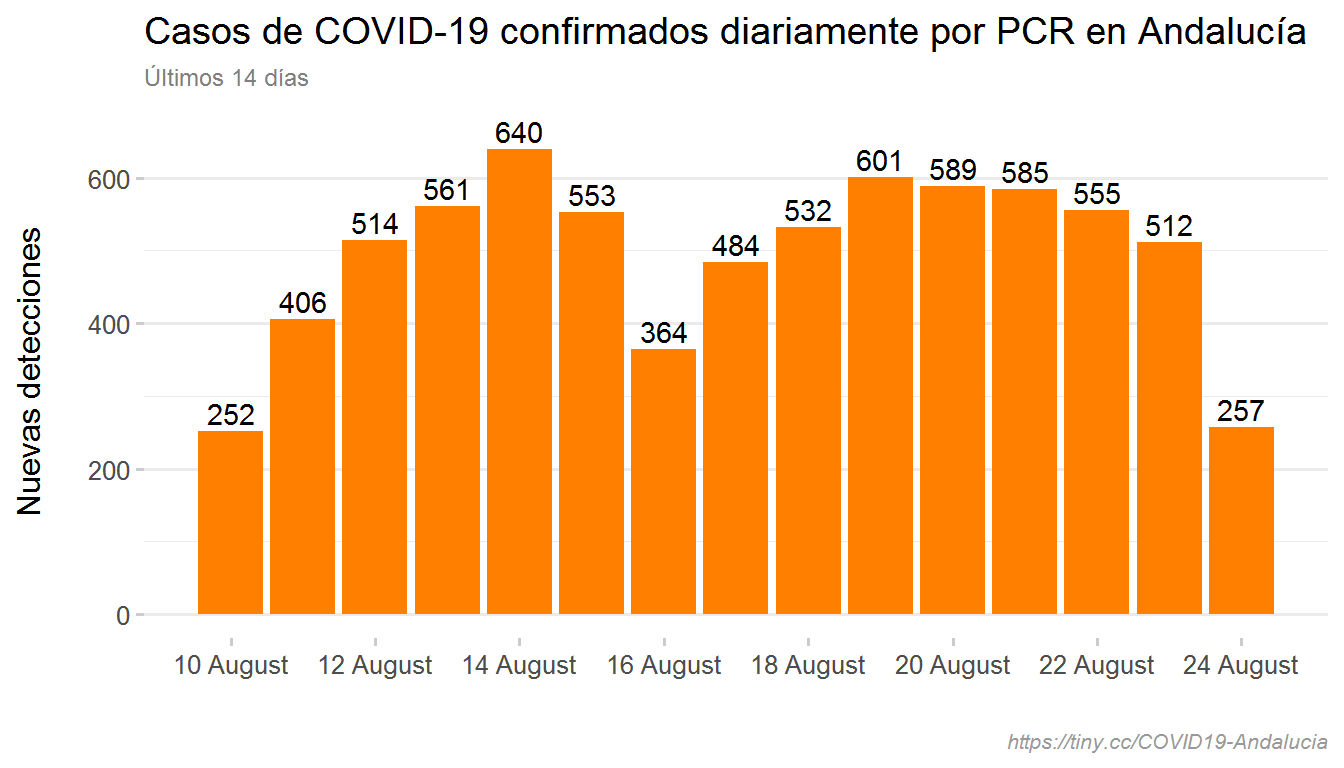 Casos de COVID-19 confirmados diariamente por PCR en Andalucía
Últimos 14 días
Nuevas detecciones
600
400
200
0
252
406
514
561
640
553
364
484
532
601
589
585
555
512
257
10 August
12 August
14 August
16 August
18 August
20 August
22 August
24 August
https://tiny.cc/COVID19-Andalucia